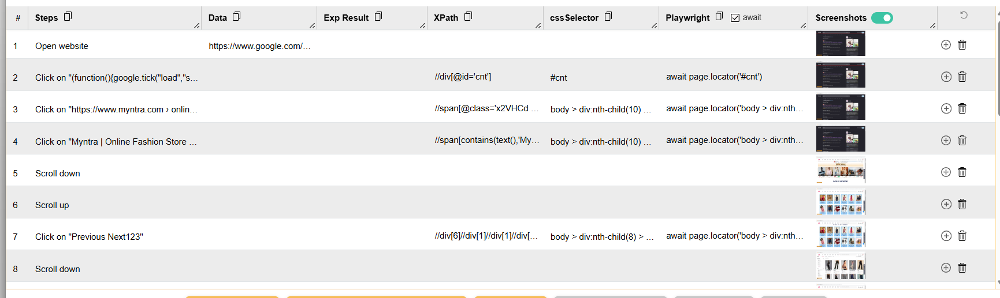 # Steps Data Exp Result XPath cssSelector Playwright await Screenshots
1 Open website https://www.google.com/...
2 Click on "(function(){google.tick("load","s... //div[@id='cnt'] #cnt await page.locator('#cnt')
3 Click on "https://www.myntra.com › onlin... //span[@class='x2VHCd ... body > div:nth-child(10) ... await page.locator('body > div:nth...
4 Click on "Myntra | Online Fashion Store ... //span[contains(text(),'My... body > div:nth-child(10) ... await page.locator('body > div:nth...
5 Scroll down
6 Scroll up
7 Click on "Previous Next123" //div[6]//div[1]//div[1]//div[... body > div:nth-child(8) > ... await page.locator('body > div:nth...
8 Scroll down